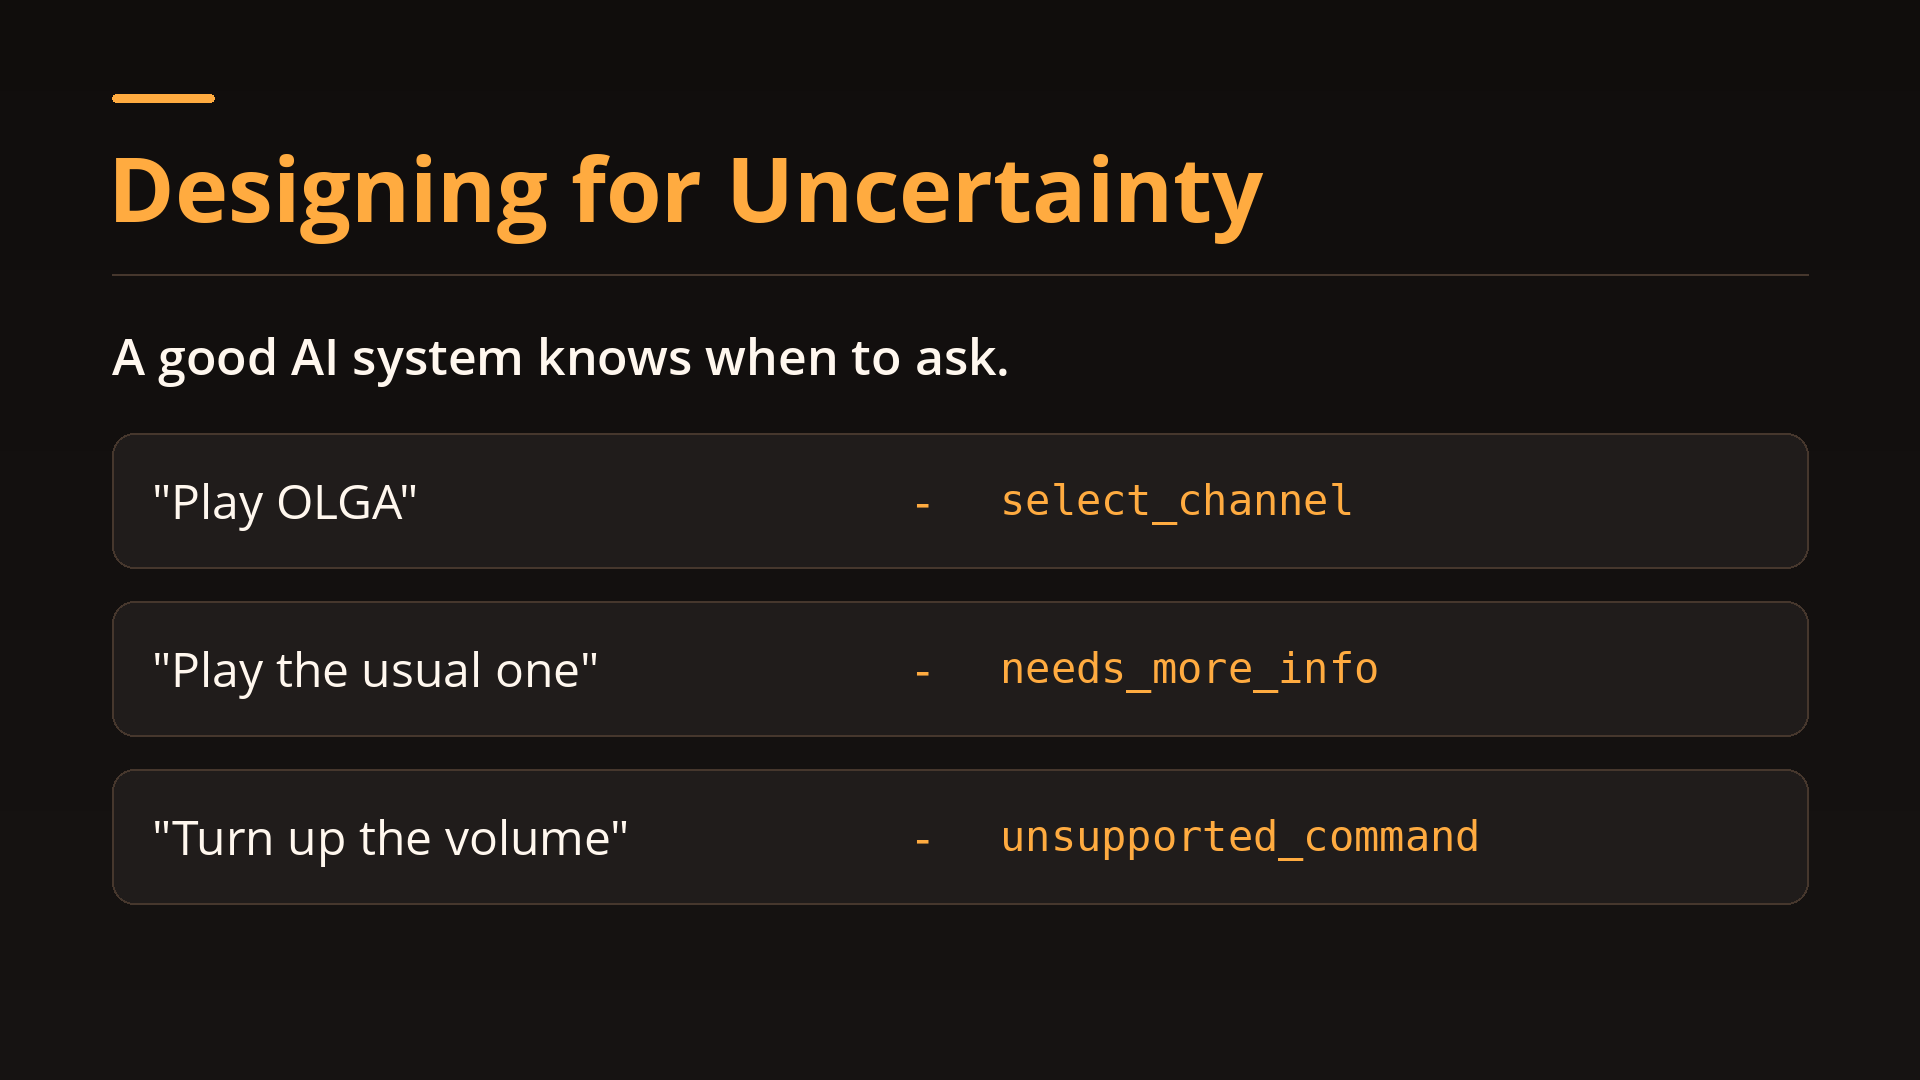 Designing for Uncertainty
A good AI system knows when to ask.
"Play OLGA" - select_channel
"Play the usual one" - needs_more_info
"Turn up the volume" - unsupported_command